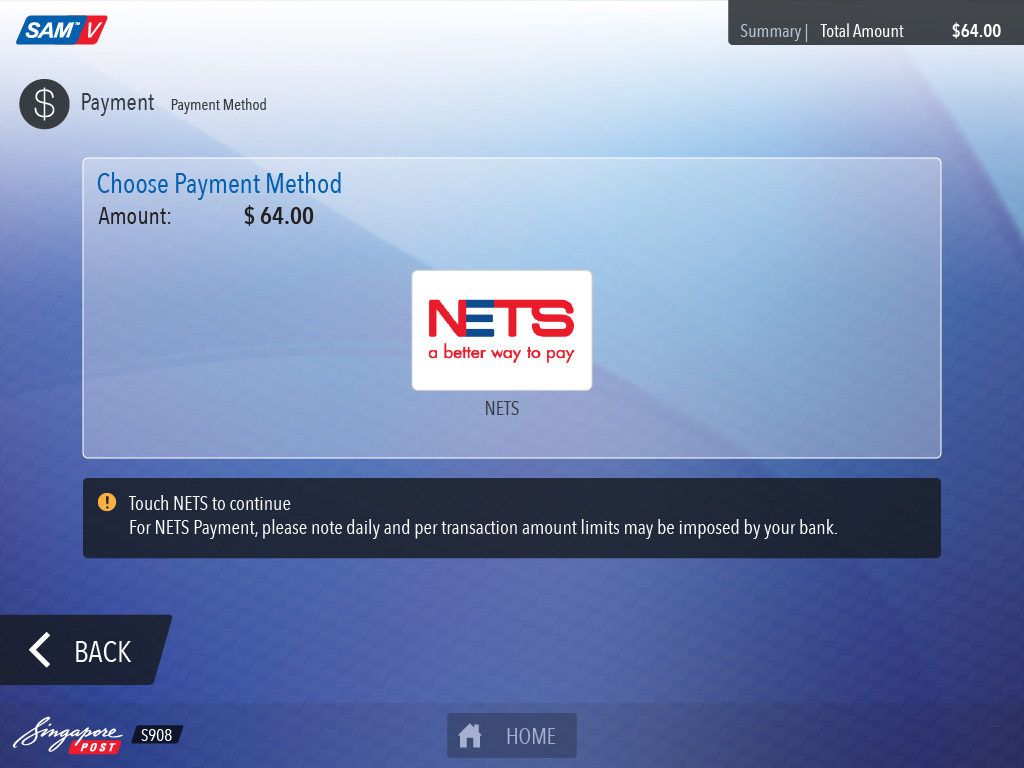 SAM™ V
Summary | Total Amount $64.00
$ Payment Payment Method
Choose Payment Method
Amount: $ 64.00
NETS
a better way to pay
NETS
! Touch NETS to continue
For NETS Payment, please note daily and per transaction amount limits may be imposed by your bank.
BACK
Singapore
POST
S908
HOME